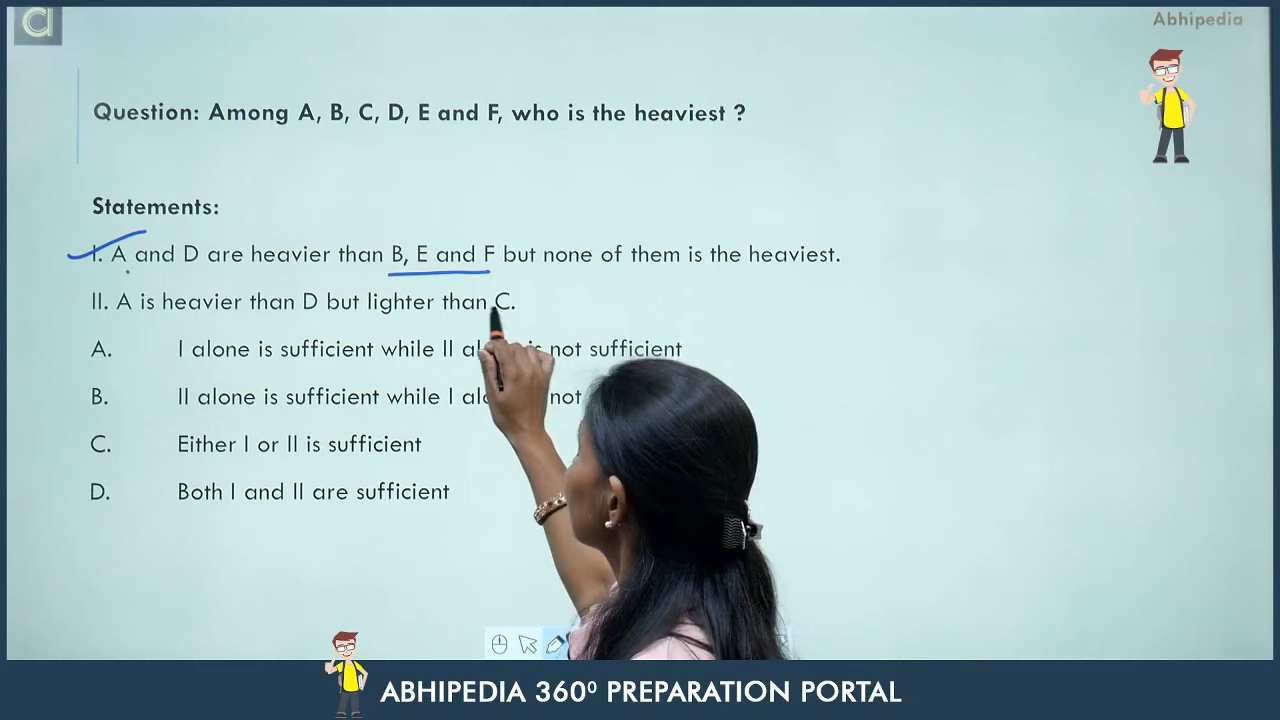 Abhipedia
Question: Among A, B, C, D, E and F, who is the heaviest ?
Statements:
I. A and D are heavier than B, E and F but none of them is the heaviest.
II. A is heavier than D but lighter than C.
A. I alone is sufficient while II is not sufficient
B. II alone is sufficient while I not
C. Either I or II is sufficient
D. Both I and II are sufficient
ABHIPEDIA 360⁰ PREPARATION PORTAL